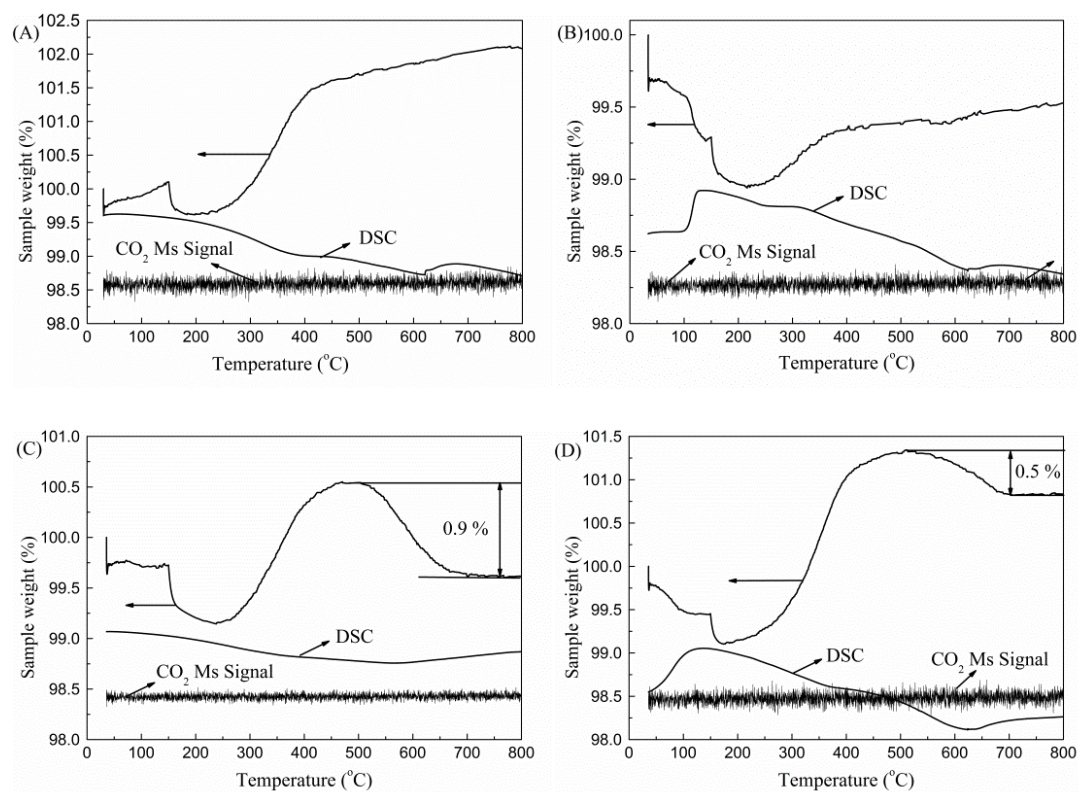 (A)
102.5
102.0
101.5
101.0
100.5
100.0
99.5
99.0
98.5
98.0
Sample weight (%)
DSC
CO2 Ms Signal
0 100 200 300 400 500 600 700 800
Temperature (°C)
(B)
100.0
99.5
99.0
98.5
98.0
Sample weight (%)
DSC
CO2 Ms Signal
0 100 200 300 400 500 600 700 800
Temperature (°C)
(C)
101.0
100.5
100.0
99.5
99.0
98.5
98.0
Sample weight (%)
0.9 %
DSC
CO2 Ms Signal
0 100 200 300 400 500 600 700 800
Temperature (°C)
(D)
101.5
101.0
100.5
100.0
99.5
99.0
98.5
98.0
Sample weight (%)
0.5 %
DSC
CO2 Ms Signal
0 100 200 300 400 500 600 700 800
Temperature (°C)